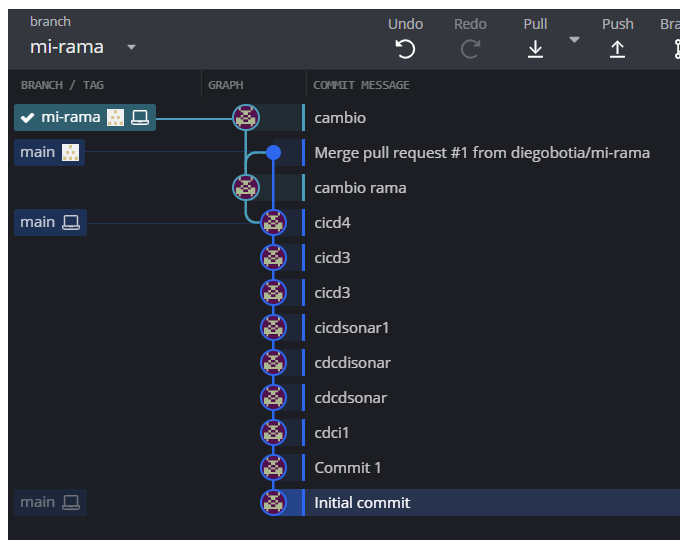 branch
mi-rama
Undo
Redo
Pull
Push
BRANCH / TAG
GRAPH
COMMIT MESSAGE
mi-rama
cambio
main
Merge pull request #1 from diegobotia/mi-rama
cambio rama
main
cicd4
cicd3
cicd3
cicdsonar1
cdcdisonar
cdcdsonar
cdci1
Commit 1
main
Initial commit